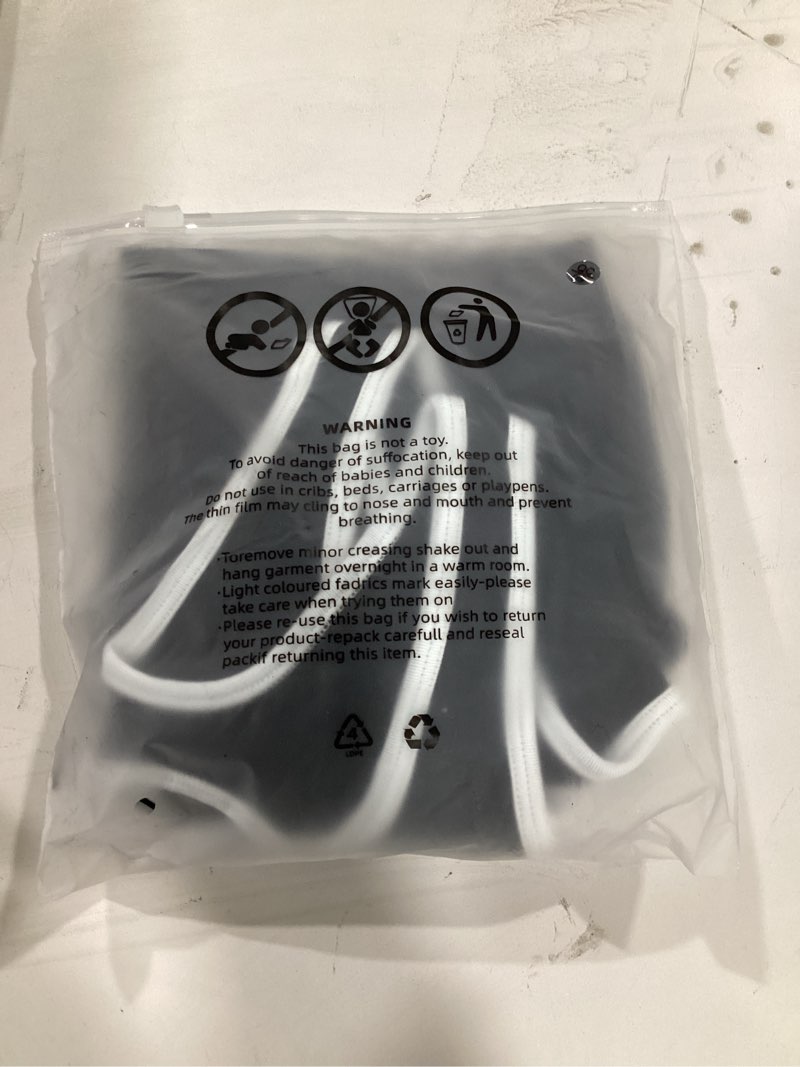 WARNING
This bag is not a toy.
To avoid danger of suffocation, keep out
of reach of babies and children.
Do not use in cribs, beds, carriages or playpens.
The thin film may cling to nose and mouth and prevent
breathing.
·Toremove minor creasing shake out and
hang garment overnight in a warm room.
·Light coloured fadrics mark easily-please
take care when trying them on
·Please re-use this bag if you wish to return
your product-repack carefull and reseal
packif returning this item.
4
LDPE